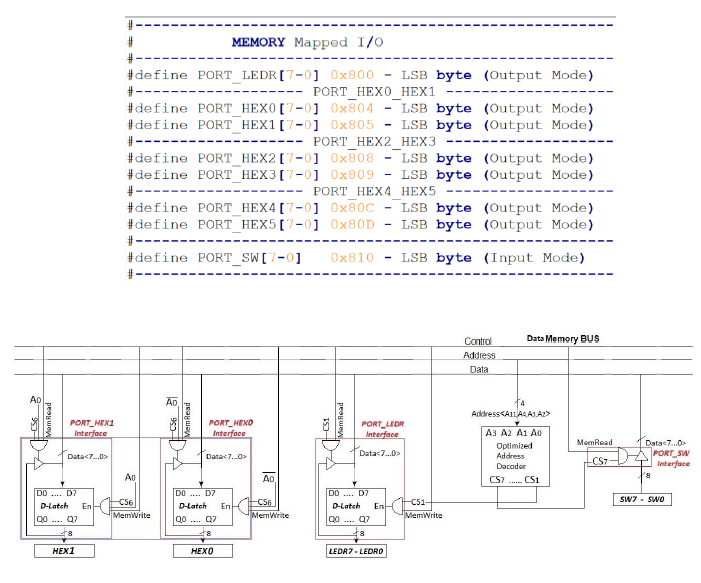 #-----------------------------------------------------------
# MEMORY Mapped I/O
#-----------------------------------------------------------
#define PORT_LEDR[7-0] 0x800 - LSB byte (Output Mode)
#--------------------- PORT_HEX0_HEX1 ---------------------
#define PORT_HEX0[7-0] 0x804 - LSB byte (Output Mode)
#define PORT_HEX1[7-0] 0x805 - LSB byte (Output Mode)
#--------------------- PORT_HEX2_HEX3 ---------------------
#define PORT_HEX2[7-0] 0x808 - LSB byte (Output Mode)
#define PORT_HEX3[7-0] 0x809 - LSB byte (Output Mode)
#--------------------- PORT_HEX4_HEX5 ---------------------
#define PORT_HEX4[7-0] 0x80C - LSB byte (Output Mode)
#define PORT_HEX5[7-0] 0x80D - LSB byte (Output Mode)
#-----------------------------------------------------------
#define PORT_SW[7-0] 0x810 - LSB byte (Input Mode)
#-----------------------------------------------------------
Control
Data Memory BUS
Address
Data
A0
CS6
MemRead
PORT_HEX1
Interface
Data<7...0>
A0
D0 .... D7
D-Latch
En
Q0 .... Q7
CS6
MemWrite
8
HEX1
A̅0̅
CS6
MemRead
PORT_HEX0
Interface
Data<7...0>
A̅0̅
D0 .... D7
D-Latch
En
Q0 .... Q7
CS6
MemWrite
8
HEX0
CS1
MemRead
PORT_LEDR
Interface
Data<7...0>
D0 .... D7
D-Latch
En
Q0 .... Q7
CS1
MemWrite
8
LEDR7 - LEDR0
4
Address<A11,A4,A3,A2>
A3 A2 A1 A0
Optimized
Address
Decoder
CS7 ...... CS1
MemRead
CS7
Data<7...0>
PORT_SW
Interface
8
SW7 - SW0